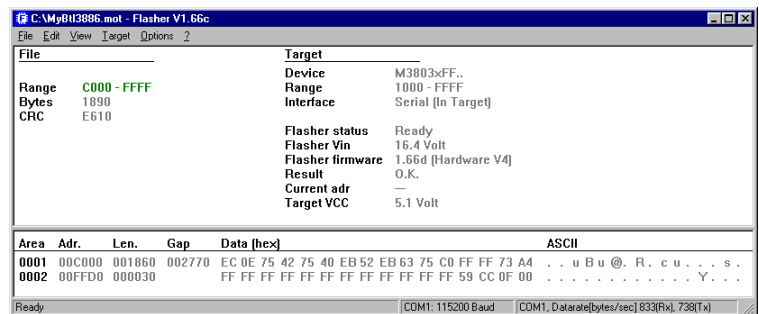 C:\MyBtl3886.mot - Flasher V1.66c
File Edit View Target Options ?
File Target
Device M3803xFF..
Range C000 - FFFF Range 1000 - FFFF
Bytes 1890 Interface Serial (In Target)
CRC E610
Flasher status Ready
Flasher Vin 16.4 Volt
Flasher firmware 1.66d (Hardware V4)
Result O.K.
Current adr —
Target VCC 5.1 Volt
Area Adr. Len. Gap Data (hex) ASCII
0001 00C000 001860 002770 EC 0E 75 42 75 40 EB 52 EB 63 75 C0 FF FF 73 A4 . . u B u @ . R . c u . . . s .
0002 00FFD0 000030 FF FF FF FF FF FF FF FF FF FF FF FF 59 CC 0F 00 . . . . . . . . . . . . Y . . .
Ready COM1: 115200 Baud COM1, Datarate[bytes/sec] 833(Rx), 738(Tx)